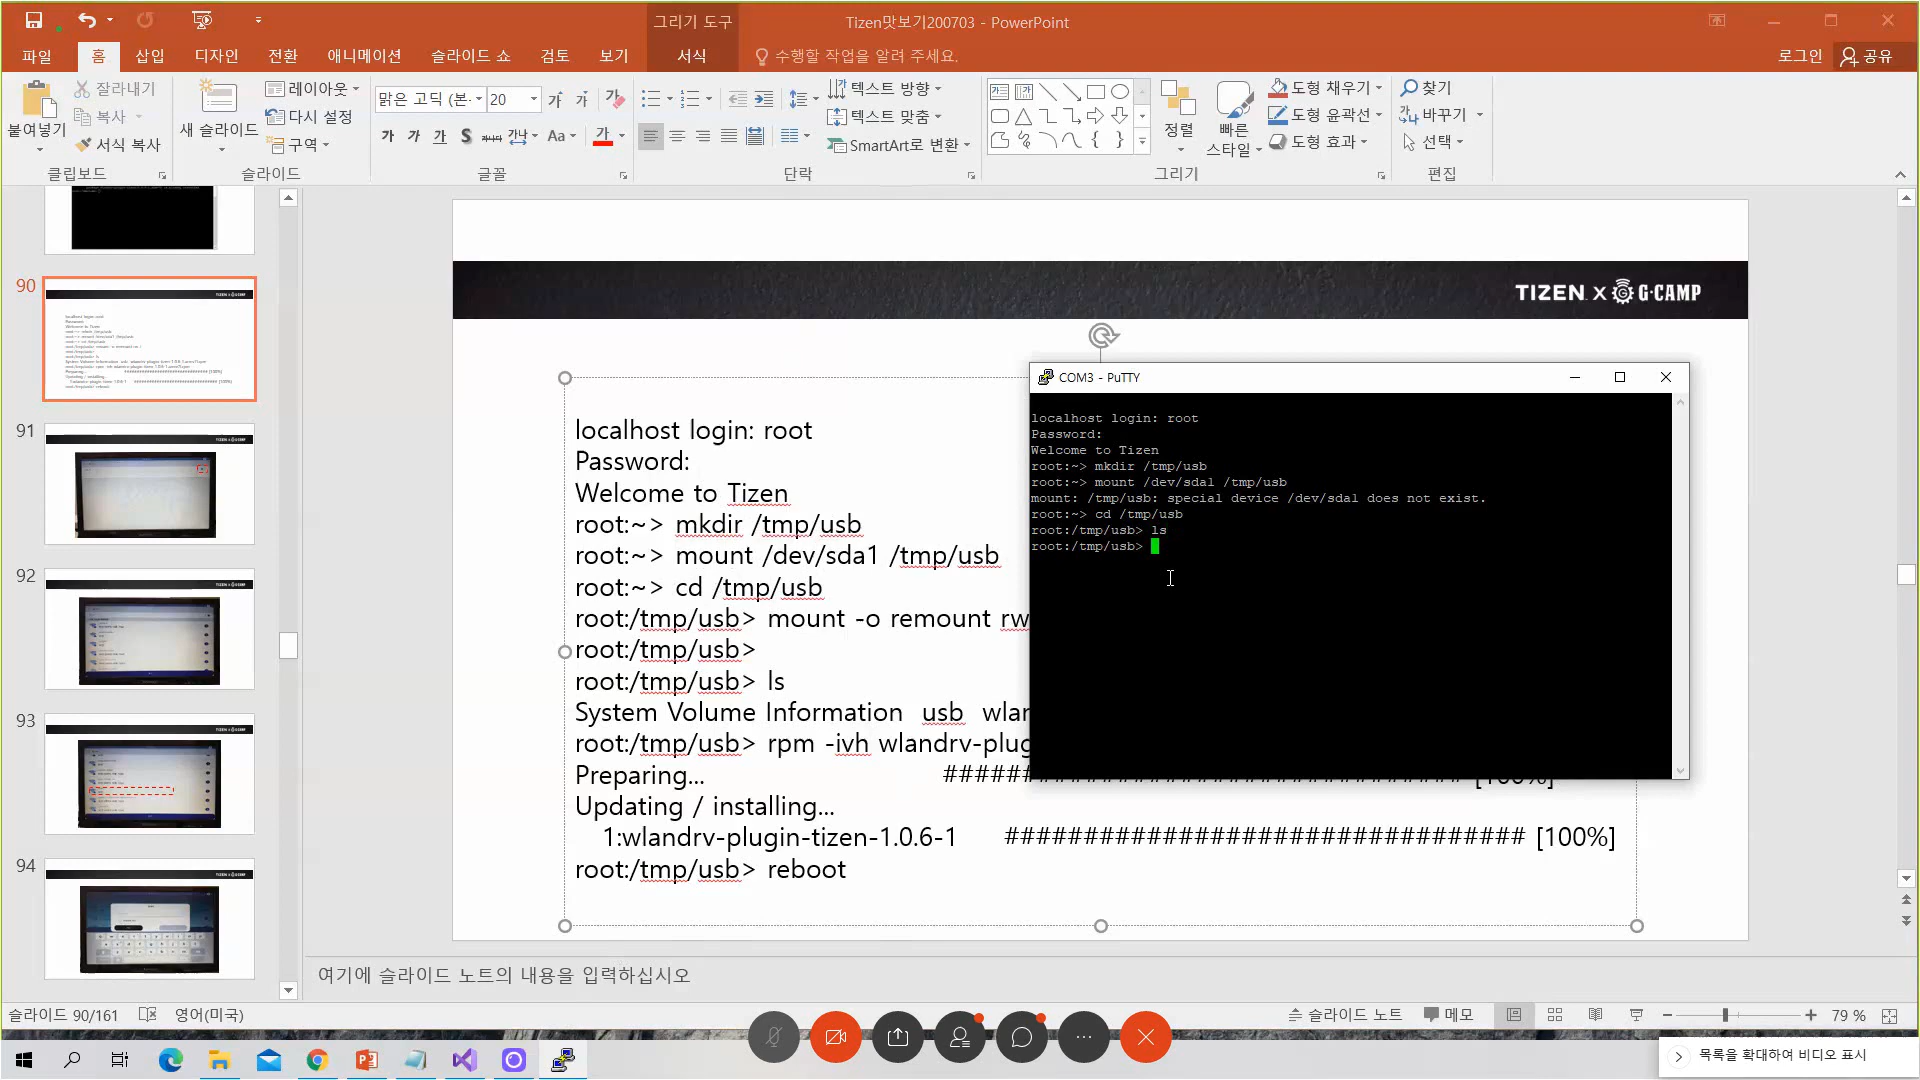 그리기 도구
Tizen맛보기200703 - PowerPoint
파일
홈
삽입
디자인
전환
애니메이션
슬라이드 쇼
검토
보기
서식
수행할 작업을 알려 주세요.
로그인
공유
붙여넣기
잘라내기
복사
서식 복사
클립보드
새 슬라이드
레이아웃
다시 설정
구역
슬라이드
맑은 고딕 (본
20
가 가 가
가 가 가 S 가나다 간 Aa 가
글꼴
텍스트 방향
텍스트 맞춤
SmartArt로 변환
단락
정렬
빠른
스타일
도형 채우기
도형 윤곽선
도형 효과
그리기
찾기
바꾸기
선택
편집
90
91
92
93
94
TIZEN X G·CAMP
localhost login: root
Password:
Welcome to Tizen
root:~> mkdir /tmp/usb
root:~> mount /dev/sda1 /tmp/usb
root:~> cd /tmp/usb
root:/tmp/usb> mount -o remount rw
root:/tmp/usb>
root:/tmp/usb> ls
System Volume Information usb wlan
root:/tmp/usb> rpm -ivh wlandrv-plug
Preparing... ################################ [100%]
Updating / installing...
1:wlandrv-plugin-tizen-1.0.6-1 ################################# [100%]
root:/tmp/usb> reboot
COM3 - PuTTY
localhost login: root
Password:
Welcome to Tizen
root:~> mkdir /tmp/usb
root:~> mount /dev/sda1 /tmp/usb
mount: /tmp/usb: special device /dev/sda1 does not exist.
root:~> cd /tmp/usb
root:/tmp/usb> ls
root:/tmp/usb>
여기에 슬라이드 노트의 내용을 입력하십시오
슬라이드 90/161
영어(미국)
슬라이드 노트
메모
79 %
목록을 확대하여 비디오 표시